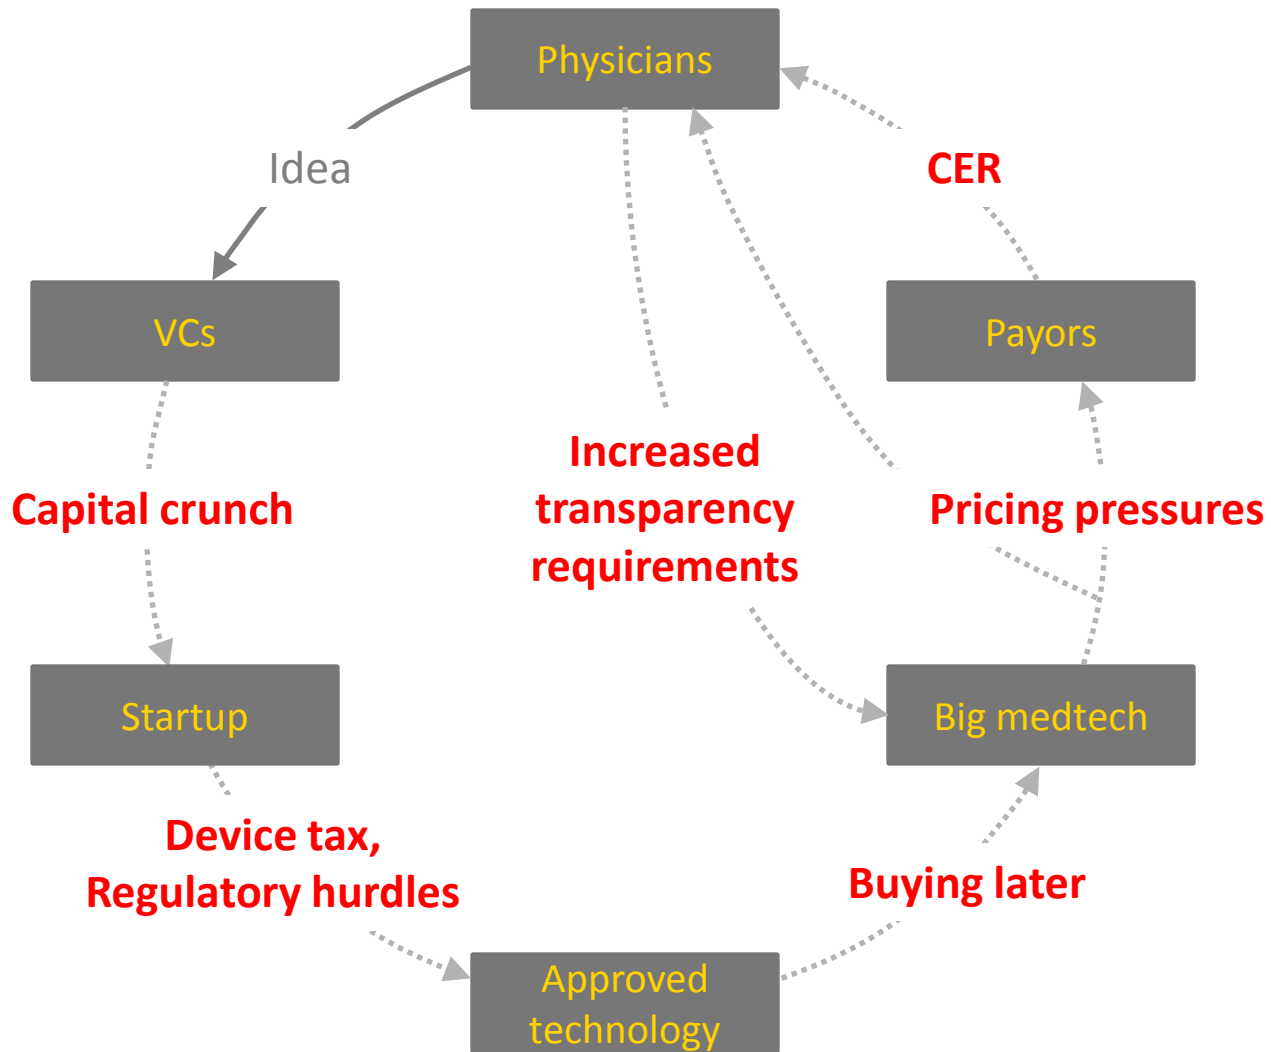 Physicians
Idea
CER
VCs
Payors
Increased
transparency
requirements
Capital crunch
Pricing pressures
Startup
Big medtech
Device tax,
Regulatory hurdles
Buying later
Approved
technology